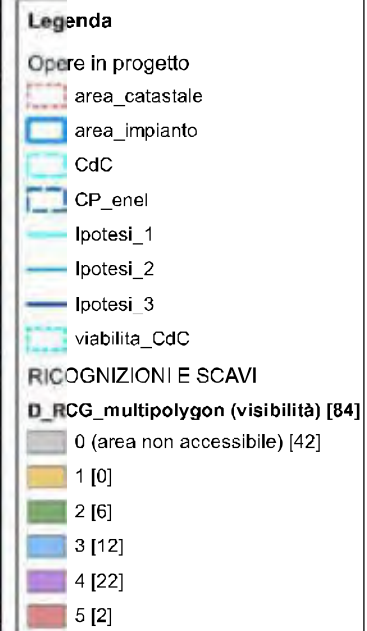 Legenda
Opere in progetto
area_catastale
area_impianto
CdC
CP_enel
Ipotesi_1
Ipotesi_2
Ipotesi_3
viabilita_CdC
RICOGNIZIONI E SCAVI
D_RCG_multipolygon (visibilità) [84]
0 (area non accessibile) [42]
1 [0]
2 [6]
3 [12]
4 [22]
5 [2]